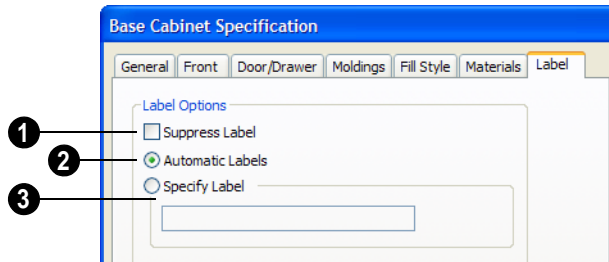 Base Cabinet Specification
General Front Door/Drawer Moldings Fill Style Materials Label
Label Options
1 Suppress Label
2 Automatic Labels
Specify Label
3